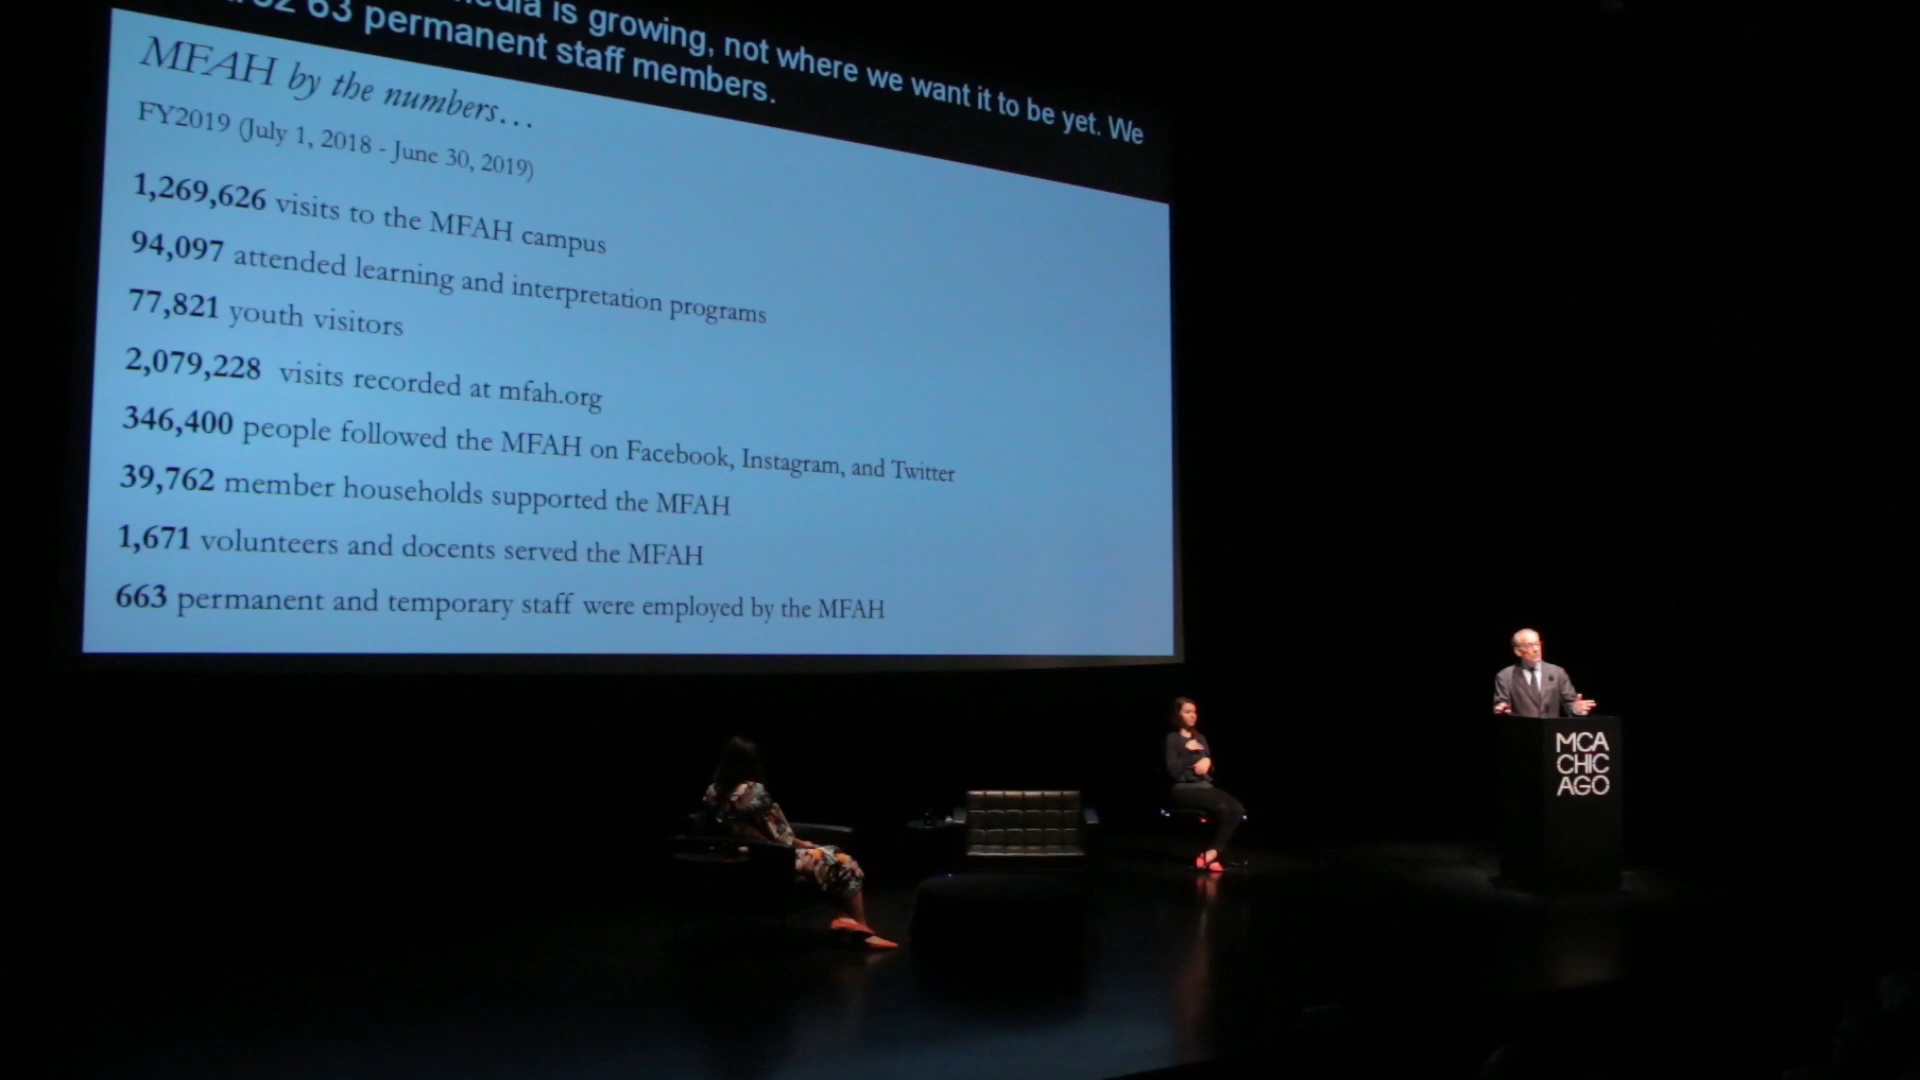 is growing, not where we want it to be yet. We
63 permanent staff members.
MFAH by the numbers...
FY2019 (July 1, 2018 - June 30, 2019)
1,269,626 visits to the MFAH campus
94,097 attended learning and interpretation programs
77,821 youth visitors
2,079,228 visits recorded at mfah.org
346,400 people followed the MFAH on Facebook, Instagram, and Twitter
39,762 member households supported the MFAH
1,671 volunteers and docents served the MFAH
663 permanent and temporary staff were employed by the MFAH
MCA
CHIC
AGO